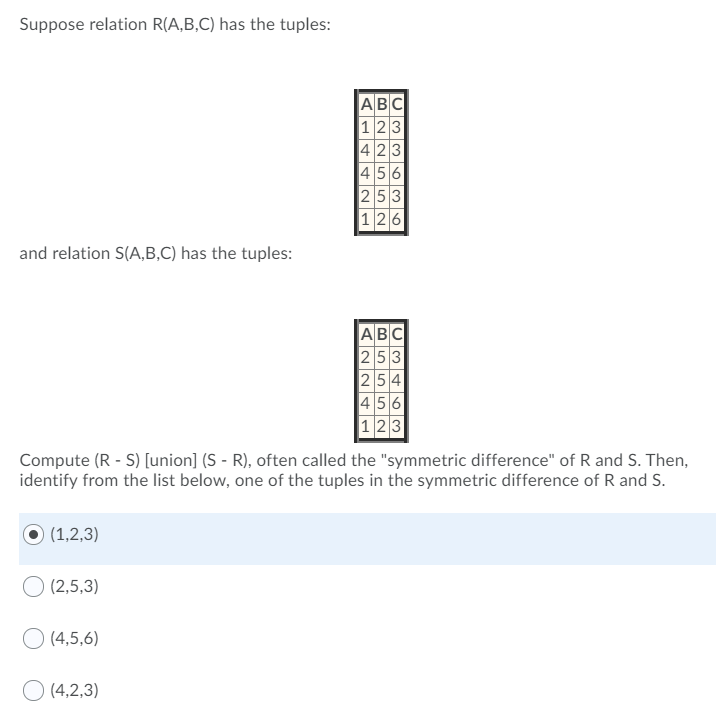 Suppose relation R(A,B,C) has the tuples:
A B C
1 2 3
4 2 3
4 5 6
2 5 3
1 2 6
and relation S(A,B,C) has the tuples:
A B C
2 5 3
2 5 4
4 5 6
1 2 3
Compute (R - S) [union] (S - R), often called the "symmetric difference" of R and S. Then,
identify from the list below, one of the tuples in the symmetric difference of R and S.
(1,2,3)
(2,5,3)
(4,5,6)
(4,2,3)